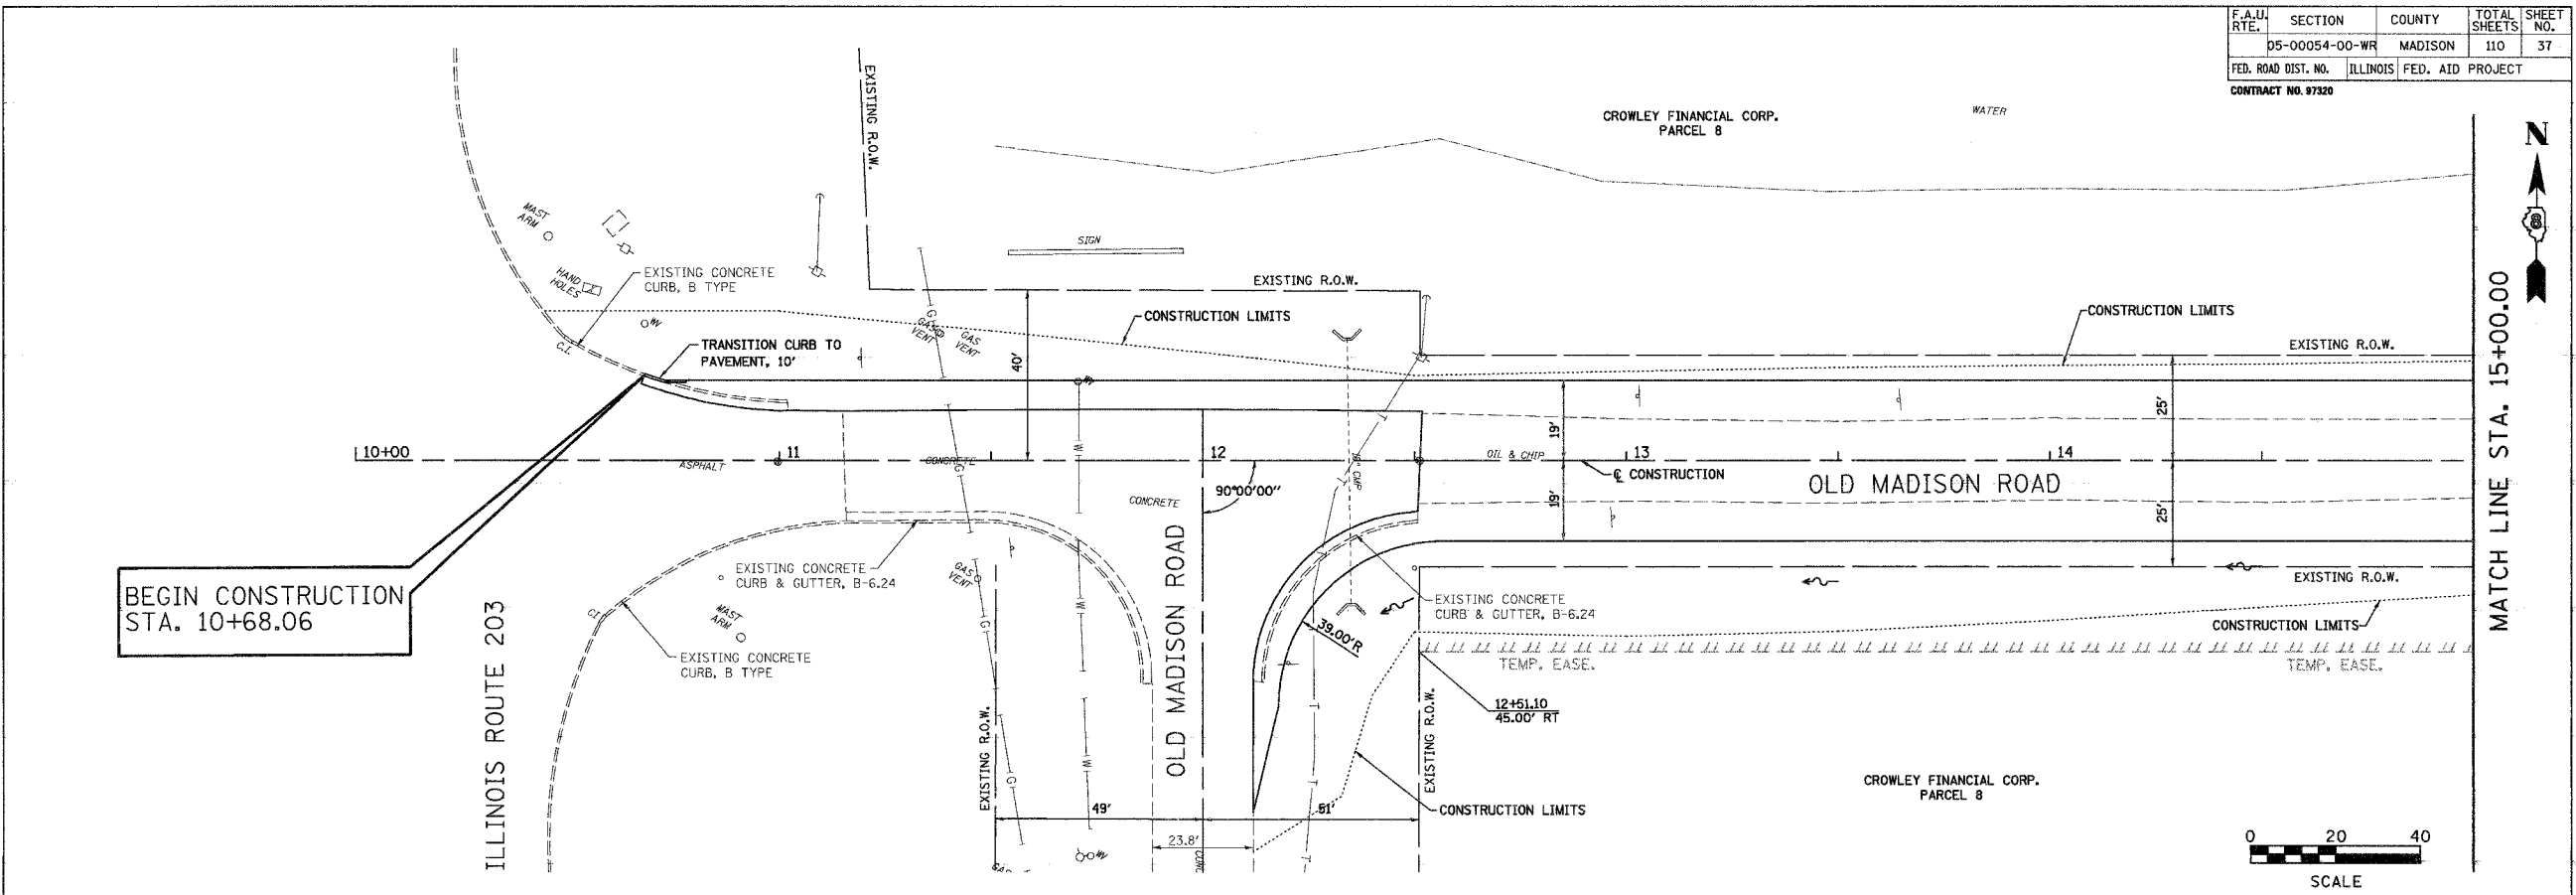 F.A.U. RTE. SECTION COUNTY TOTAL SHEETS SHEET NO.
05-00054-00-WR MADISON 110 37
FED. ROAD DIST. NO. ILLINOIS FED. AID PROJECT
CONTRACT NO. 97320
CROWLEY FINANCIAL CORP.
PARCEL 8
WATER
N
8
EXISTING R.O.W.
MAST
ARM
HAND
HOLES
SIGN
EXISTING CONCRETE
CURB, B TYPE
EXISTING R.O.W.
CONSTRUCTION LIMITS
G
GAS
VENT
GAS
VENT
W
C.I.
TRANSITION CURB TO
PAVEMENT, 10'
40'
CONSTRUCTION LIMITS
EXISTING R.O.W.
MATCH LINE STA. 15+00.00
W
T
19'
25'
10+00
11
12
13
14
ASPHALT
CONCRETE
OIL & CHIP
G
W
18" CMP
T
℄ CONSTRUCTION
OLD MADISON ROAD
90°00'00"
CONCRETE
19'
25'
BEGIN CONSTRUCTION
STA. 10+68.06
ILLINOIS ROUTE 203
EXISTING CONCRETE
CURB & GUTTER, B-6.24
GAS
VENT
W
G
CI
MAST
ARM
EXISTING CONCRETE
CURB, B TYPE
OLD MADISON ROAD
39.00'R
EXISTING CONCRETE
CURB & GUTTER, B-6.24
EXISTING R.O.W.
CONSTRUCTION LIMITS
TEMP. EASE.
TEMP. EASE.
12+51.10
45.00' RT
EXISTING R.O.W.
EXISTING R.O.W.
G
W
T
T
49'
51'
23.8'
CONSTRUCTION LIMITS
W
T
CROWLEY FINANCIAL CORP.
PARCEL 8
0 20 40
SCALE